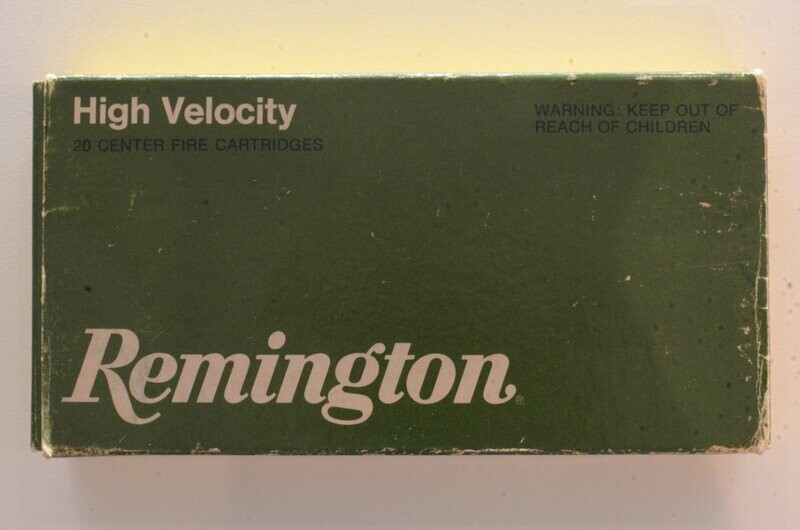 High Velocity
20 CENTER FIRE CARTRIDGES
WARNING: KEEP OUT OF
REACH OF CHILDREN
Remington®